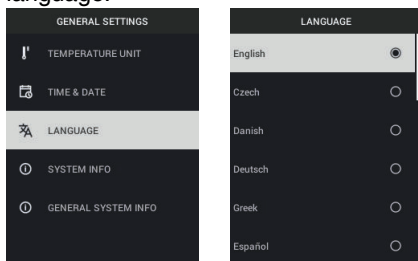 language.
GENERAL SETTINGS
TEMPERATURE UNIT
TIME & DATE
LANGUAGE
SYSTEM INFO
GENERAL SYSTEM INFO
LANGUAGE
English
Czech
Danish
Deutsch
Greek
Español